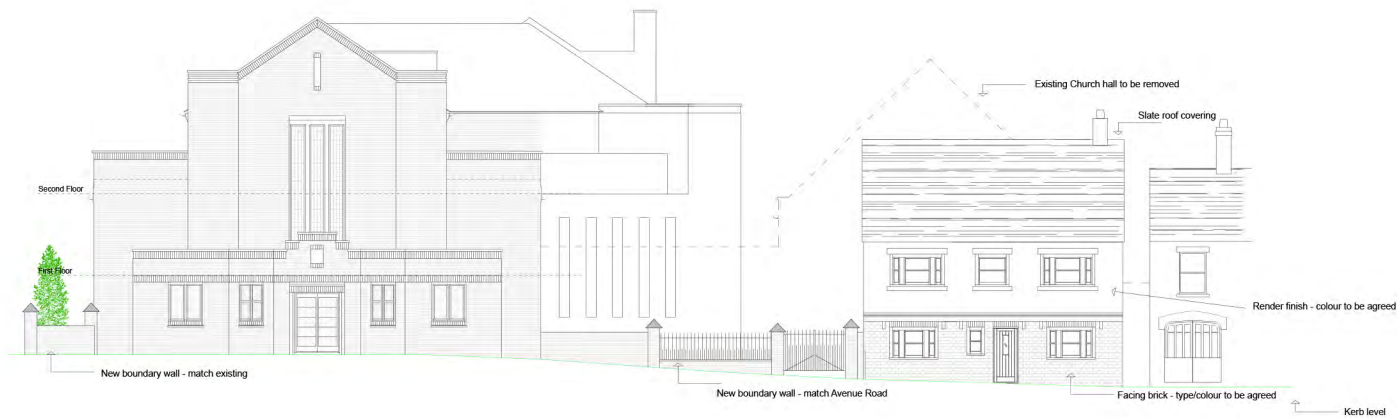 Existing Church hall to be removed
Slate roof covering
Second Floor
First Floor
Render finish - colour to be agreed
New boundary wall - match existing
New boundary wall - match Avenue Road
Facing brick - type/colour to be agreed
Kerb level